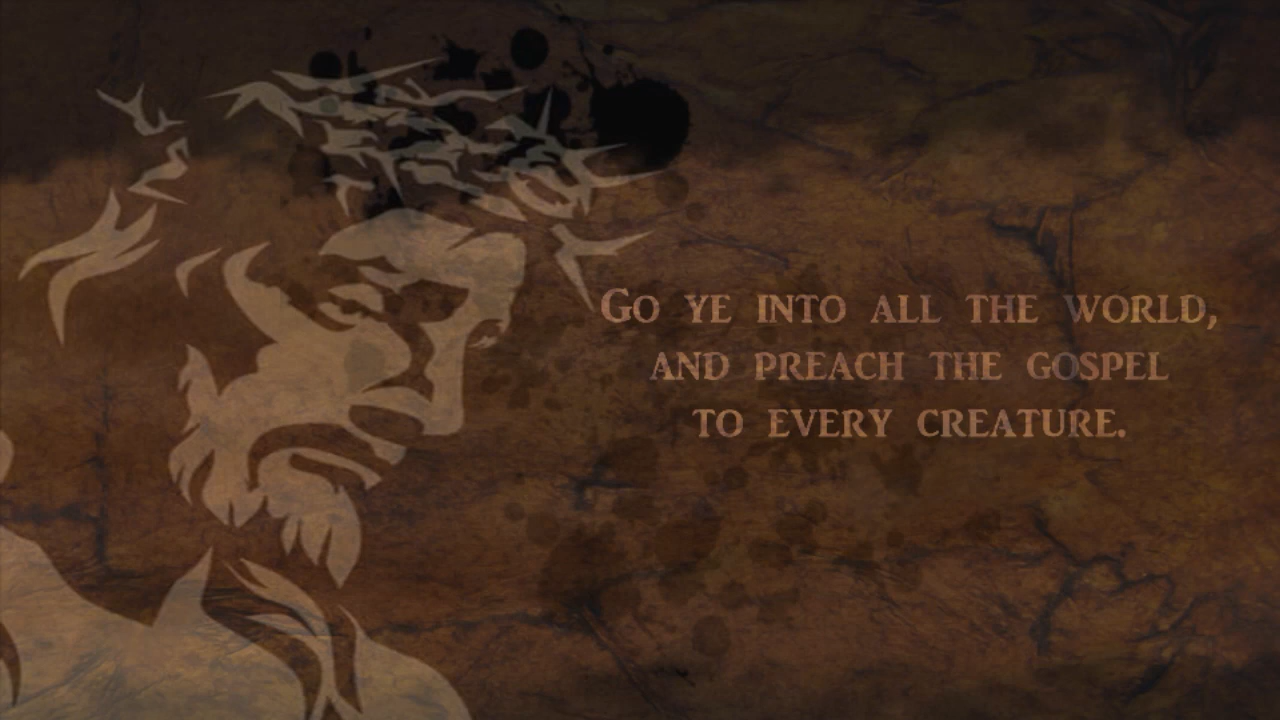 Go ye into all the world,
and preach the gospel
to every creature.